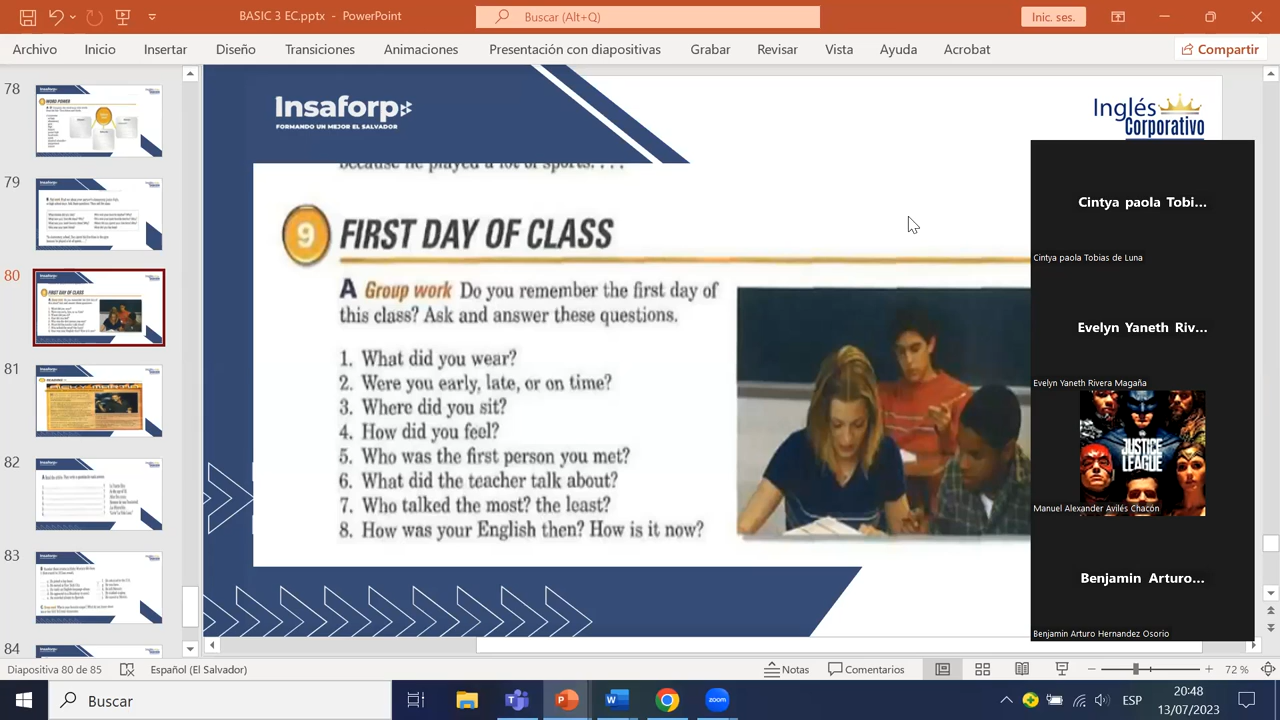 BASIC 3 EC.pptx - PowerPoint
Buscar (Alt+Q)
Inic. ses.
Archivo Inicio Insertar Diseño Transiciones Animaciones Presentación con diapositivas Grabar Revisar Vista Ayuda Acrobat
Compartir
78
79
80
81
82
83
84
Insaforp
FORMANDO UN MEJOR EL SALVADOR
Inglés
Corporativo
because he played a lot of sports. . . .
9 FIRST DAY OF CLASS
A Group work Do you remember the first day of
this class? Ask and answer these questions.
1. What did you wear?
2. Were you early, late, or on time?
3. Where did you sit?
4. How did you feel?
5. Who was the first person you met?
6. What did the teacher talk about?
7. Who talked the most? the least?
8. How was your English then? How is it now?
Cintya paola Tobi...
Cintya paola Tobias de Luna
Evelyn Yaneth Riv...
Evelyn Yaneth Rivera Magaña
JUSTICE
LEAGUE
Manuel Alexander Avilés Chacón
Benjamin Arturo...
Benjamin Arturo Hernandez Osorio
Diapositiva 80 de 85 Español (El Salvador) Notas Comentarios 72 %
Buscar
zoom
ESP
20:48
13/07/2023